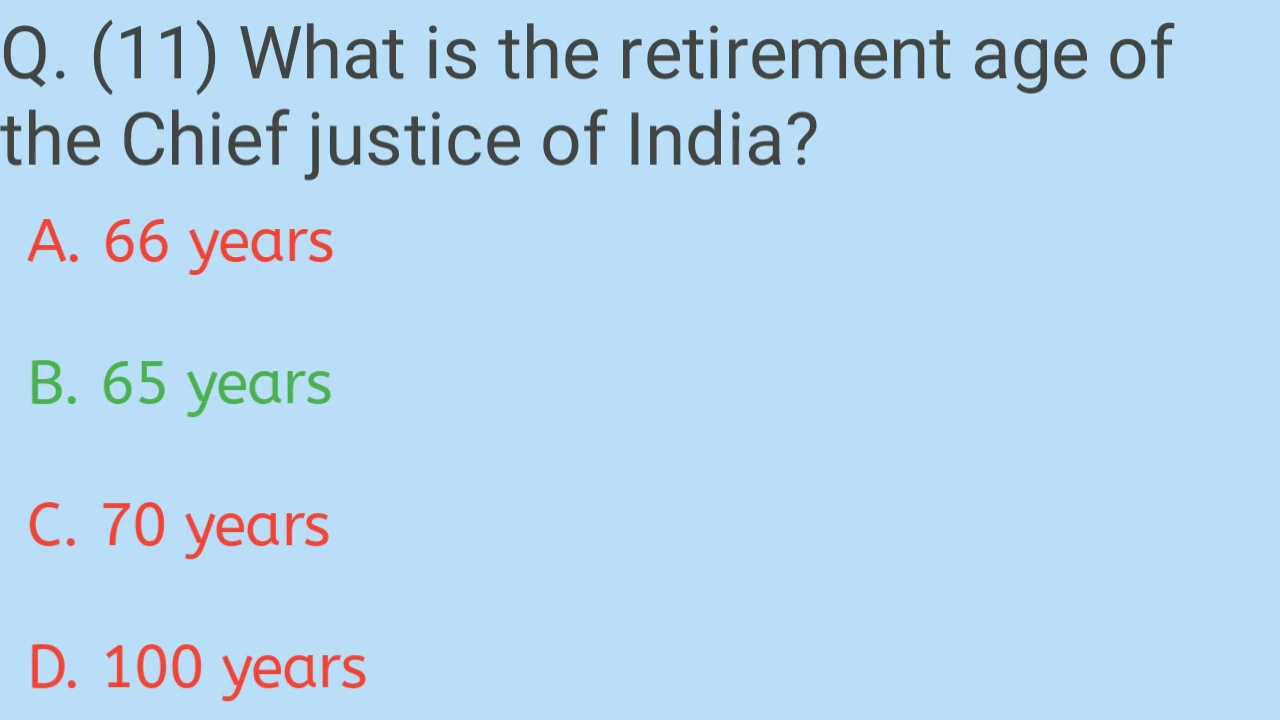 Q. (11) What is the retirement age of
the Chief justice of India?
A. 66 years
B. 65 years
C. 70 years
D. 100 years